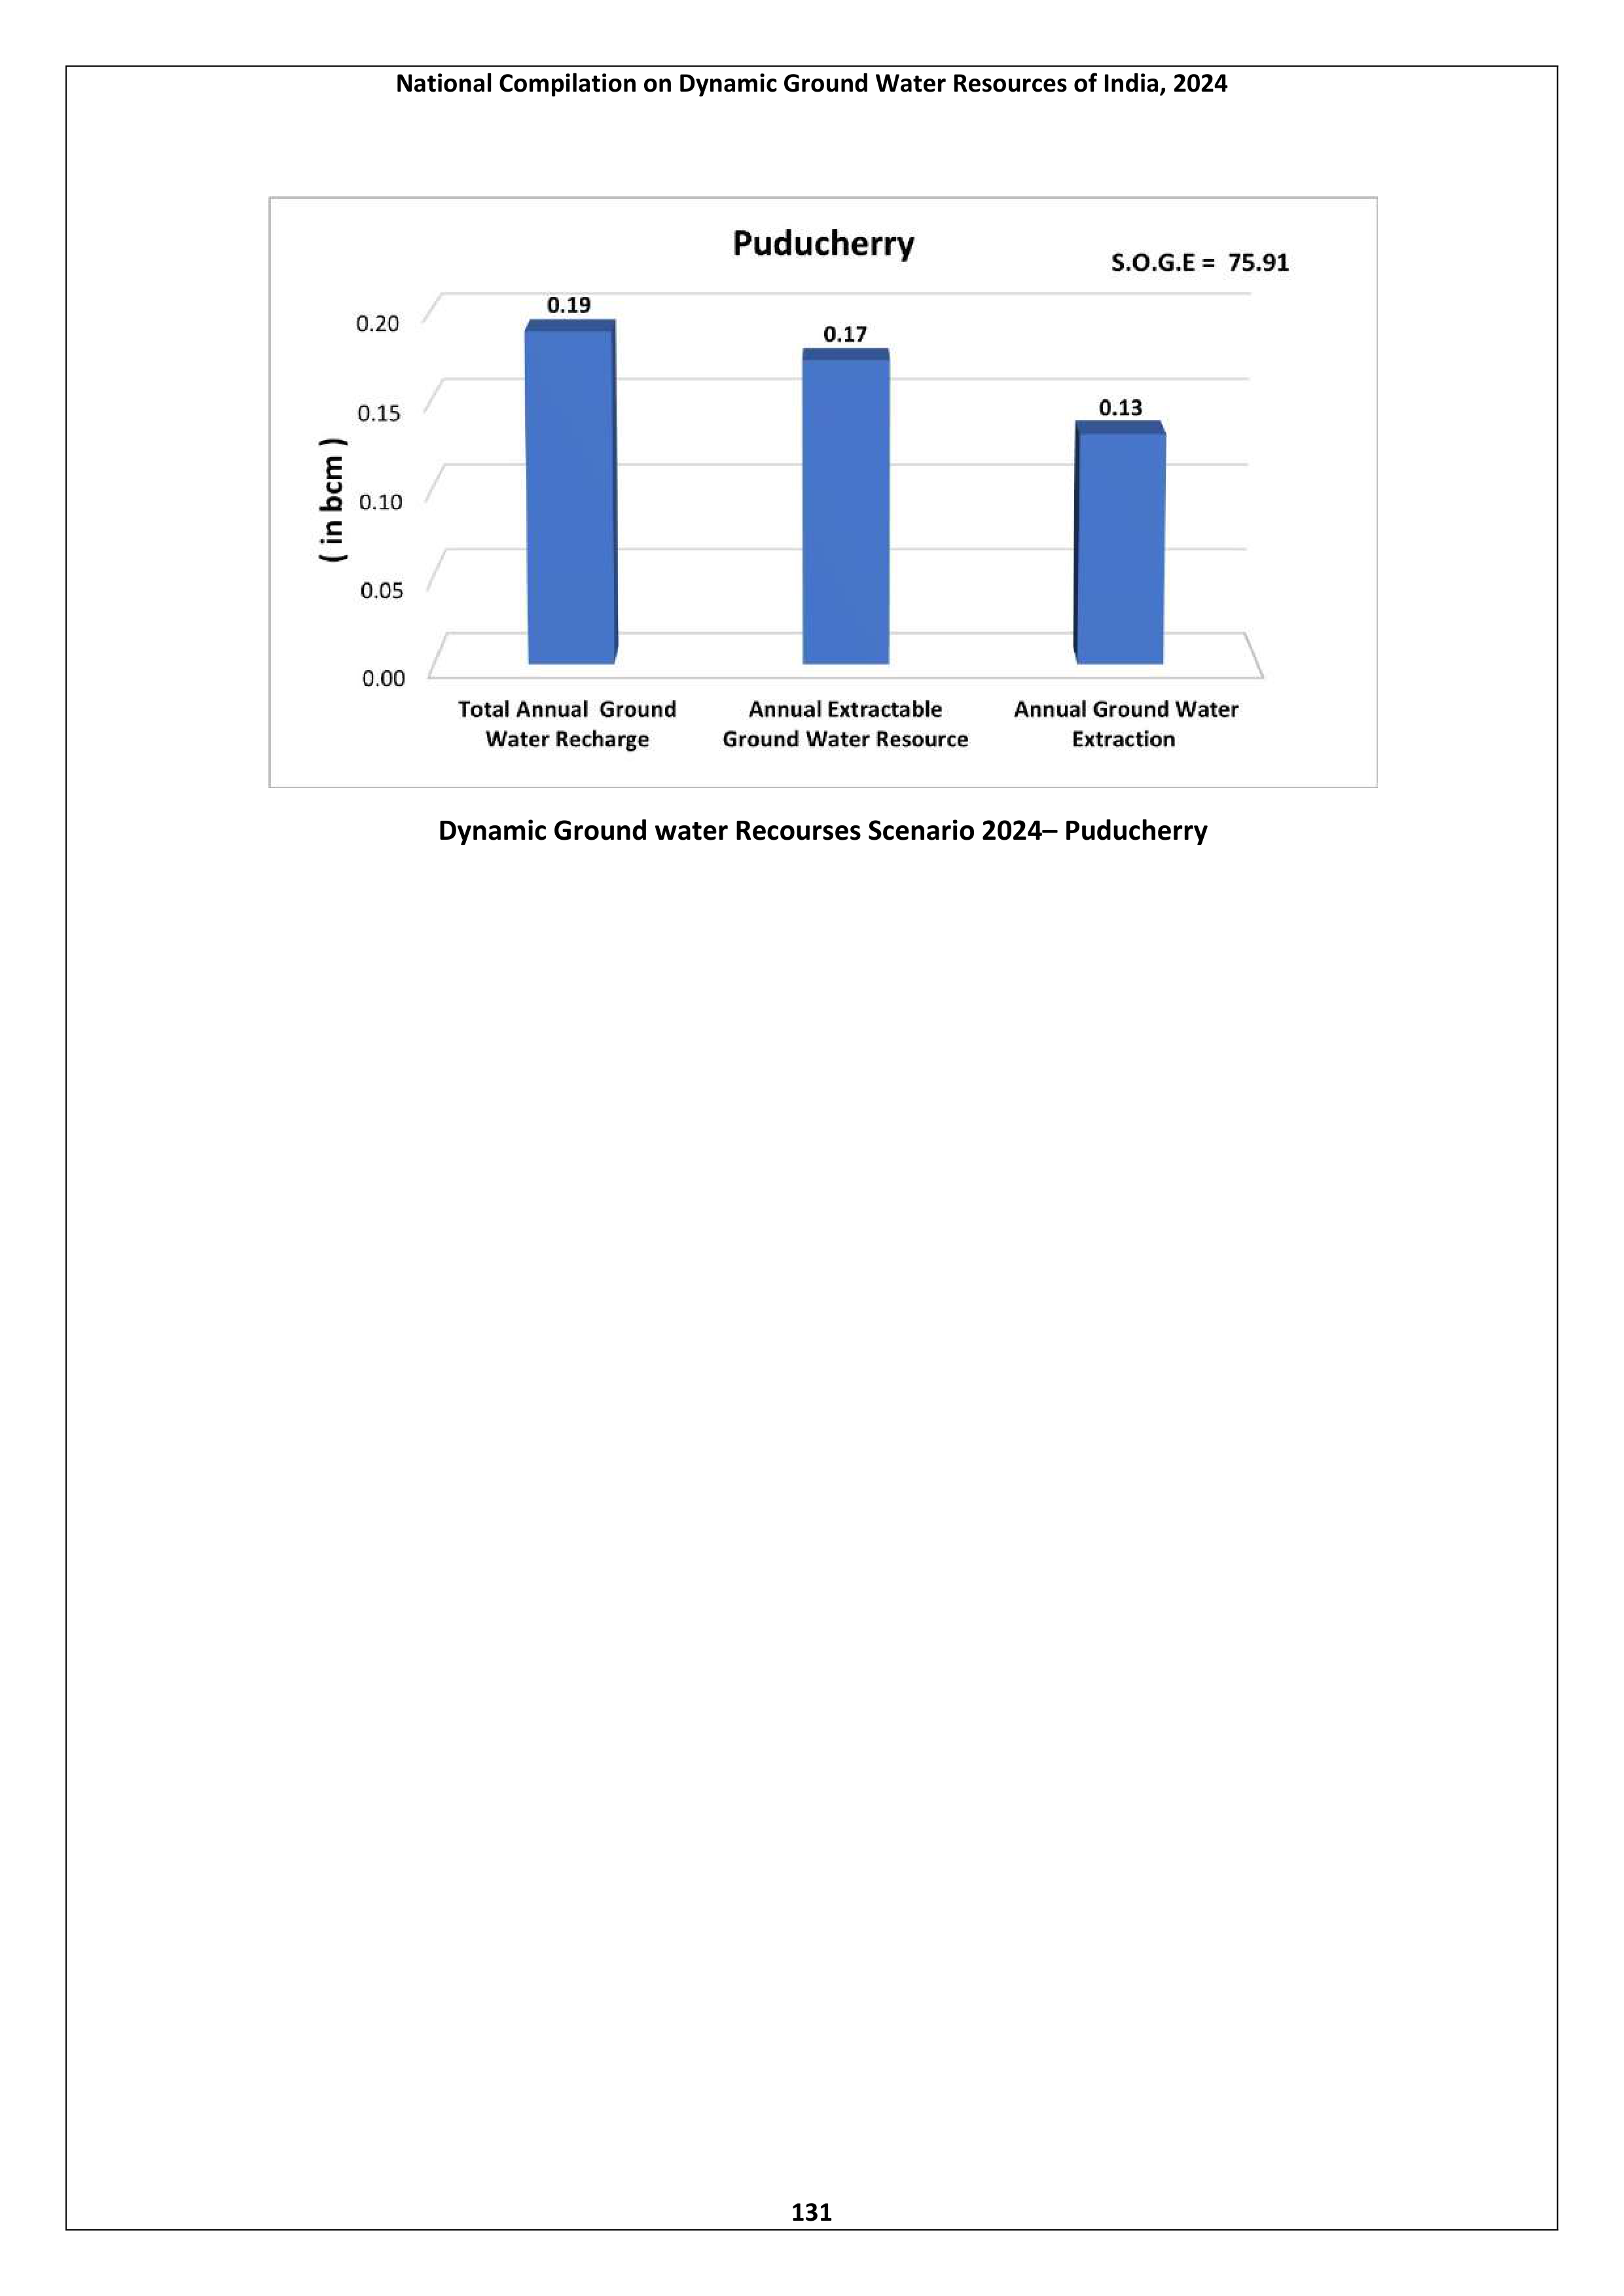 National Compilation on Dynamic Ground Water Resources of India, 2024
Puducherry
S.O.G.E = 75.91
0.20
0.15
0.10
0.05
0.00
( in bcm )
0.19
0.17
0.13
Total Annual Ground
Water Recharge
Annual Extractable
Ground Water Resource
Annual Ground Water
Extraction
Dynamic Ground water Recourses Scenario 2024– Puducherry
131